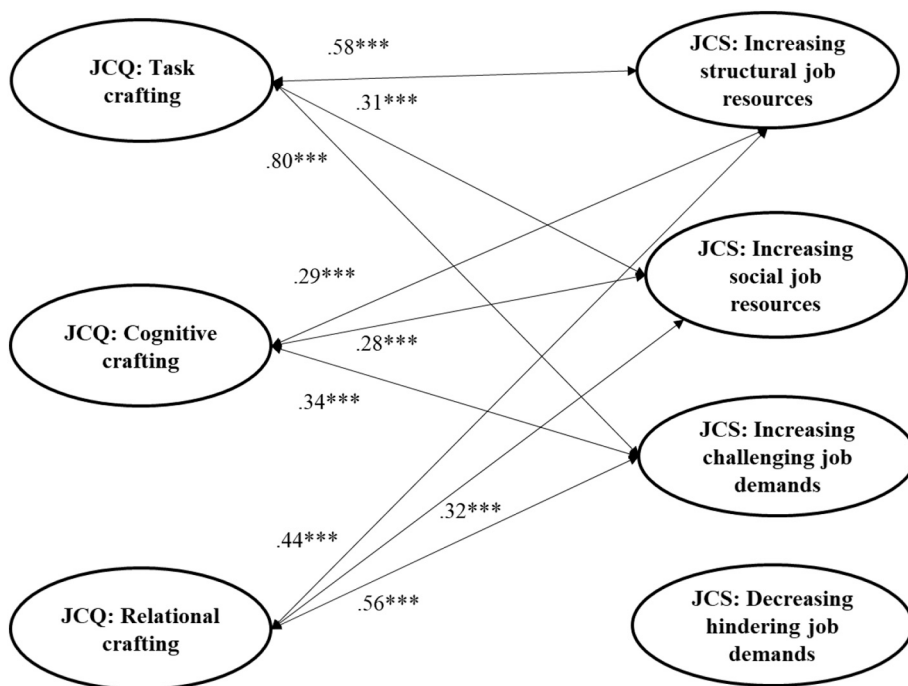 JCQ: Task
crafting
.58***
.31***
.80***
JCS: Increasing
structural job
resources
JCQ: Cognitive
crafting
.29***
.28***
.34***
JCS: Increasing
social job
resources
JCS: Increasing
challenging job
demands
JCQ: Relational
crafting
.44***
.32***
.56***
JCS: Decreasing
hindering job
demands